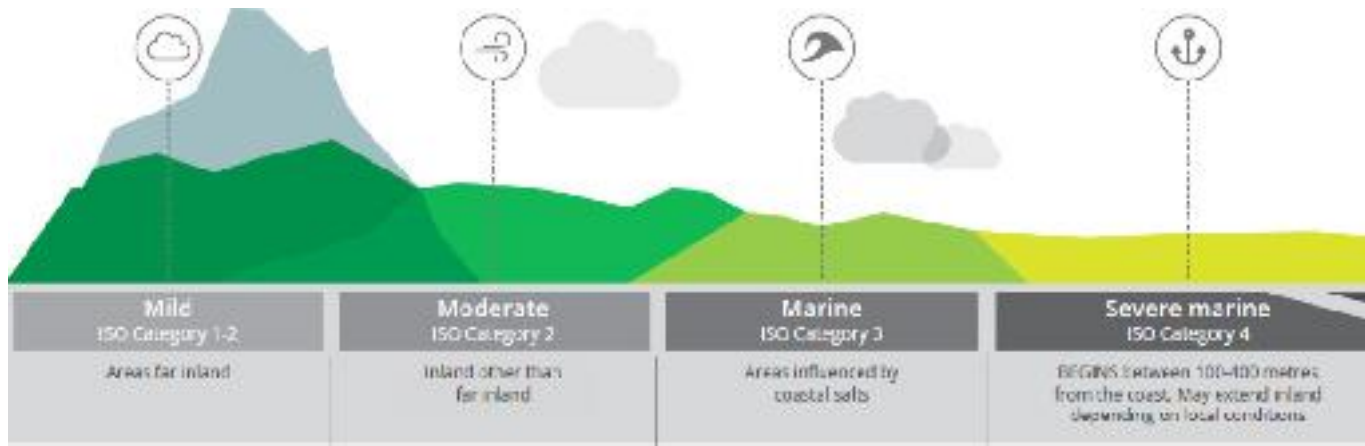 Mild
ISO Category 1-2
Areas far inland
Moderate
ISO Category 2
Inland other than
far inland
Marine
ISO Category 3
Areas influenced by
coastal salts
Severe marine
ISO Category 4
BEGINS between 100-400 metres
from the coast. May extend inland
depending on local conditions